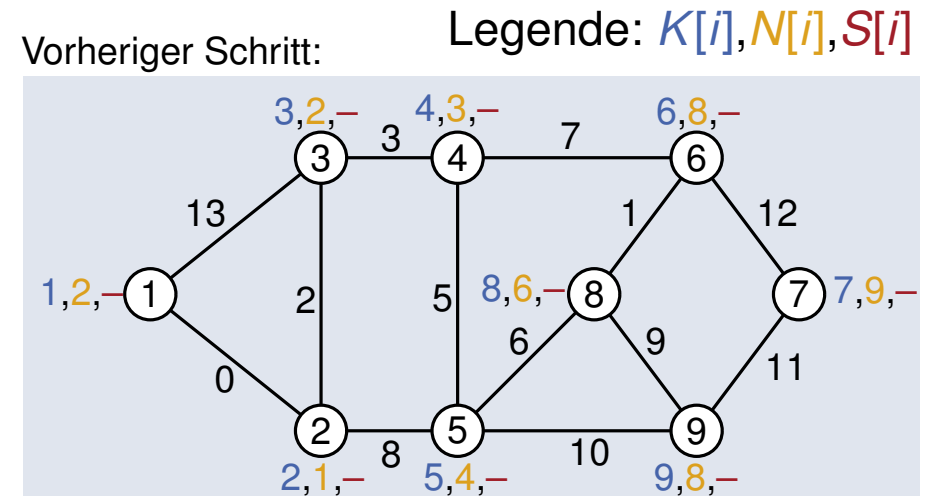 Legende: K[i],N[i],S[i]
Vorheriger Schritt:
3,2,– 4,3,– 6,8,–
3 7
3 4 6
13 1 12
1,2,– 1 2 5 8,6,– 8 7 7,9,–
6 9
0 11
2 5 9
8 10
2,1,– 5,4,– 9,8,–